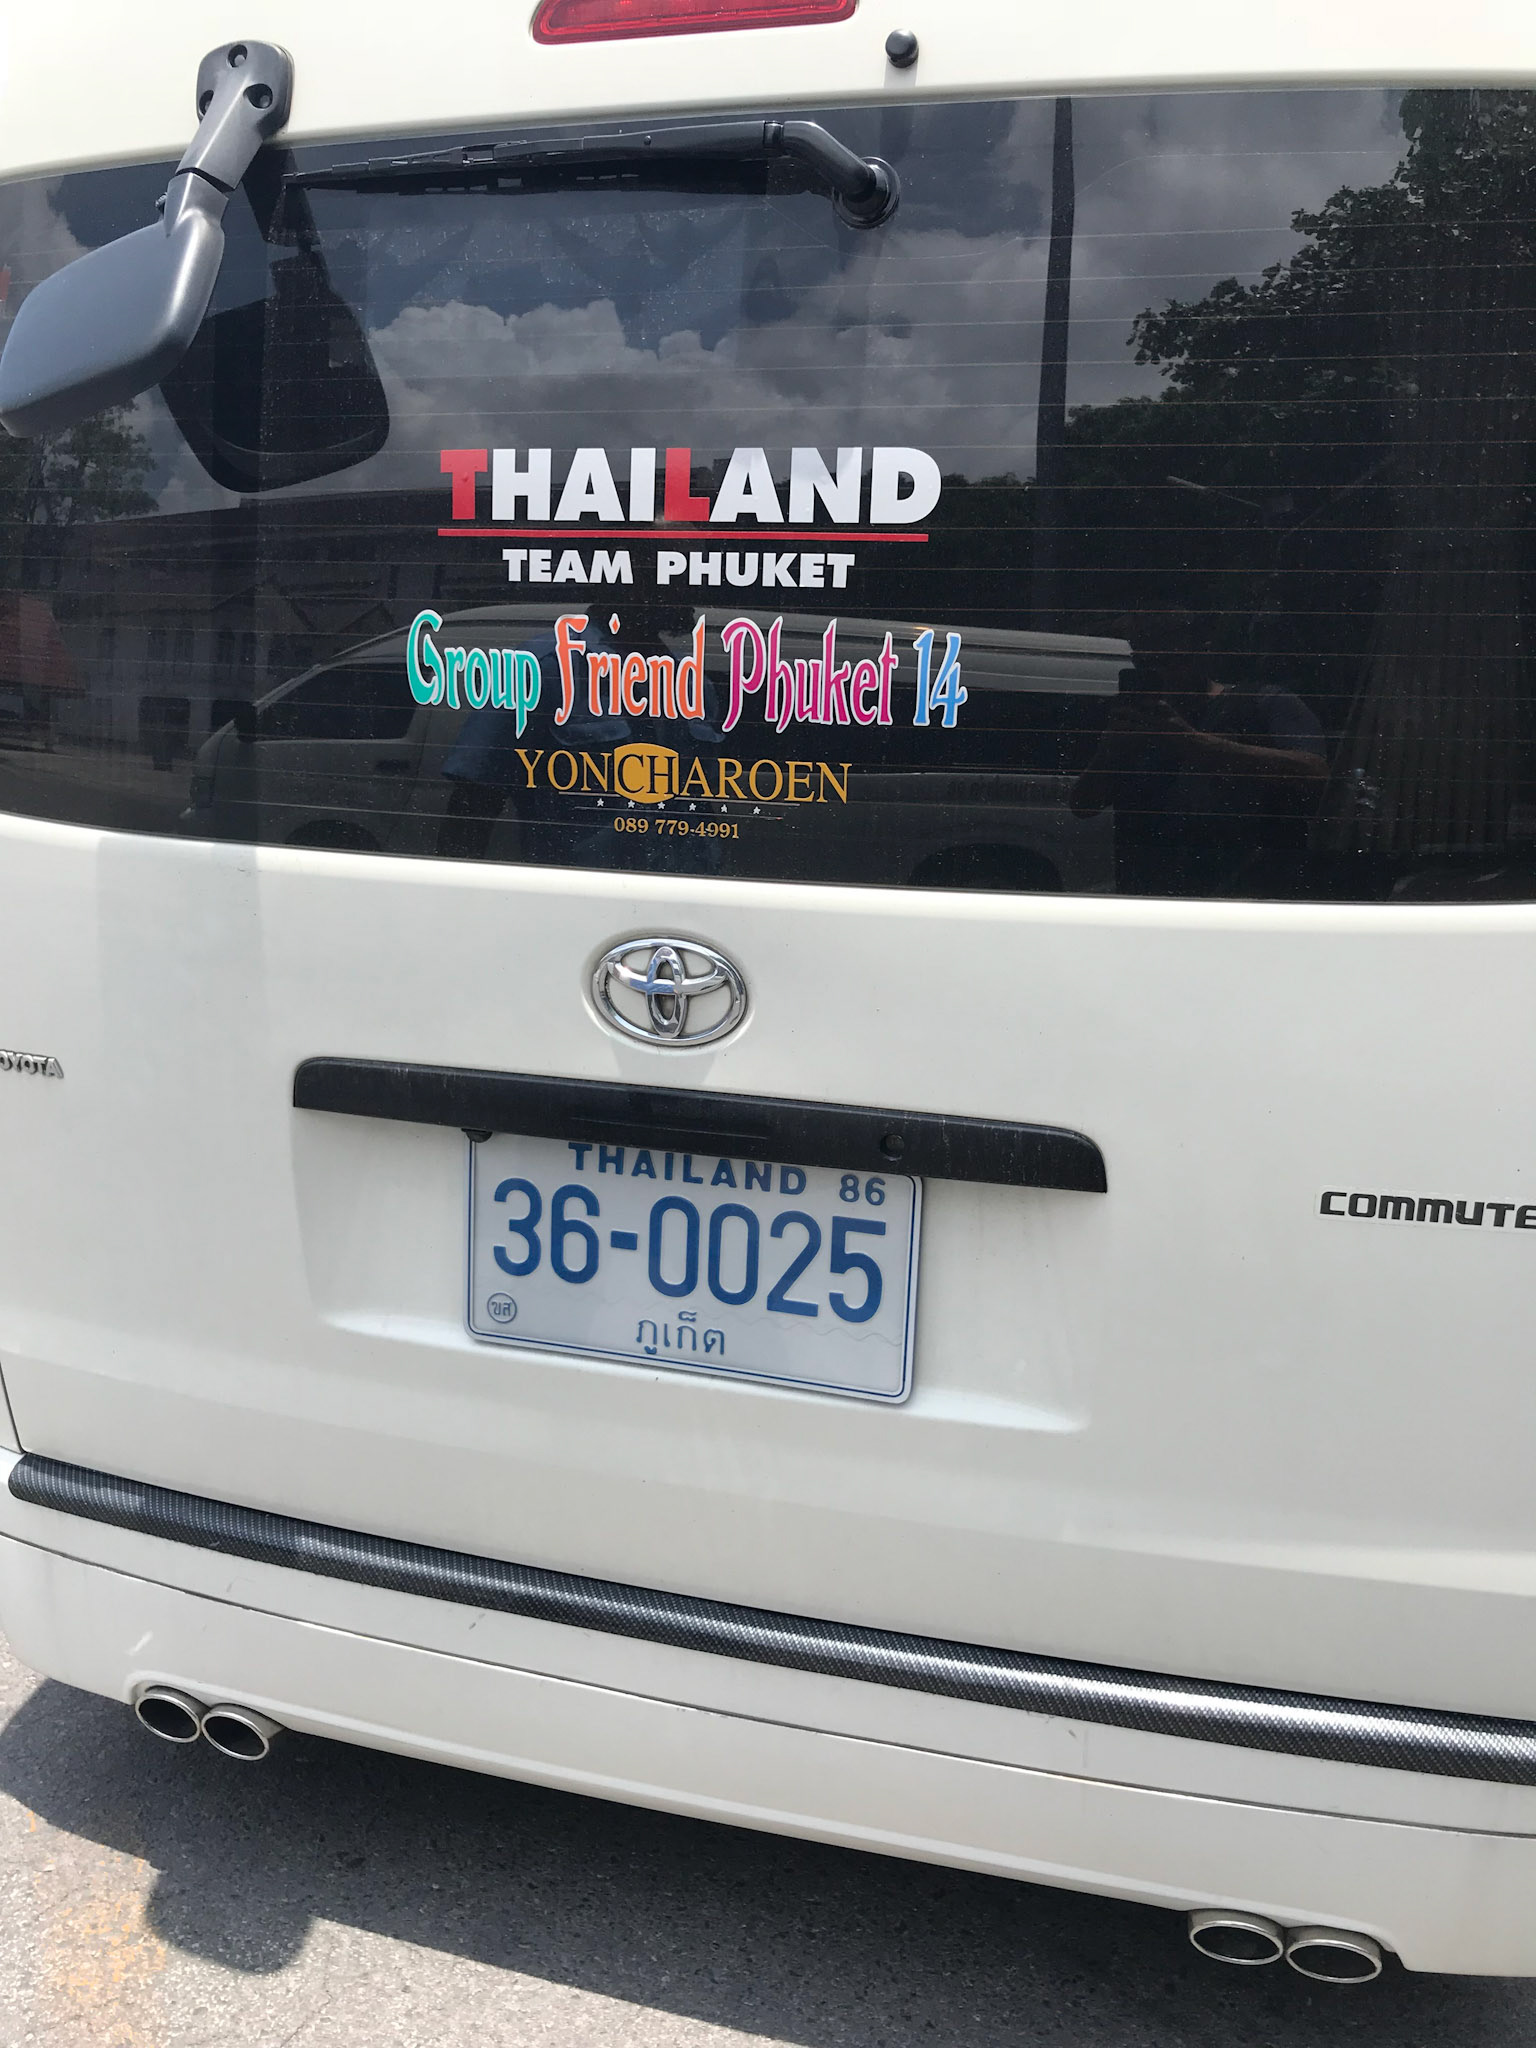 THAILAND
TEAM PHUKET
Group Friend Phuket 14
YONCHAROEN
089 779-4991
OYOTA
THAILAND 86
36-0025
ขส
ภูเก็ต
COMMUTE